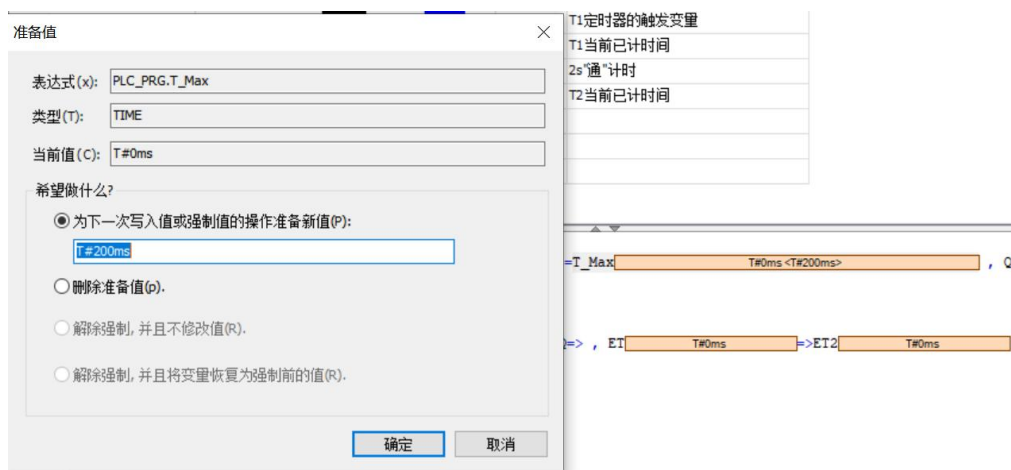 准备值
表达式(x): PLC_PRG.T_Max
类型(T): TIME
当前值(C): T#0ms
希望做什么?
为下一次写入值或强制值的操作准备新值(P):
T#200ms
删除准备值(p).
解除强制, 并且不修改值(R).
解除强制, 并且将变量恢复为强制前的值(R).
确定 取消
T1定时器的触发变量
T1当前已计时间
2s"通"计时
T2当前已计时间
=T_Max T#0ms <T#200ms> , Q
=> , ET T#0ms =>ET2 T#0ms